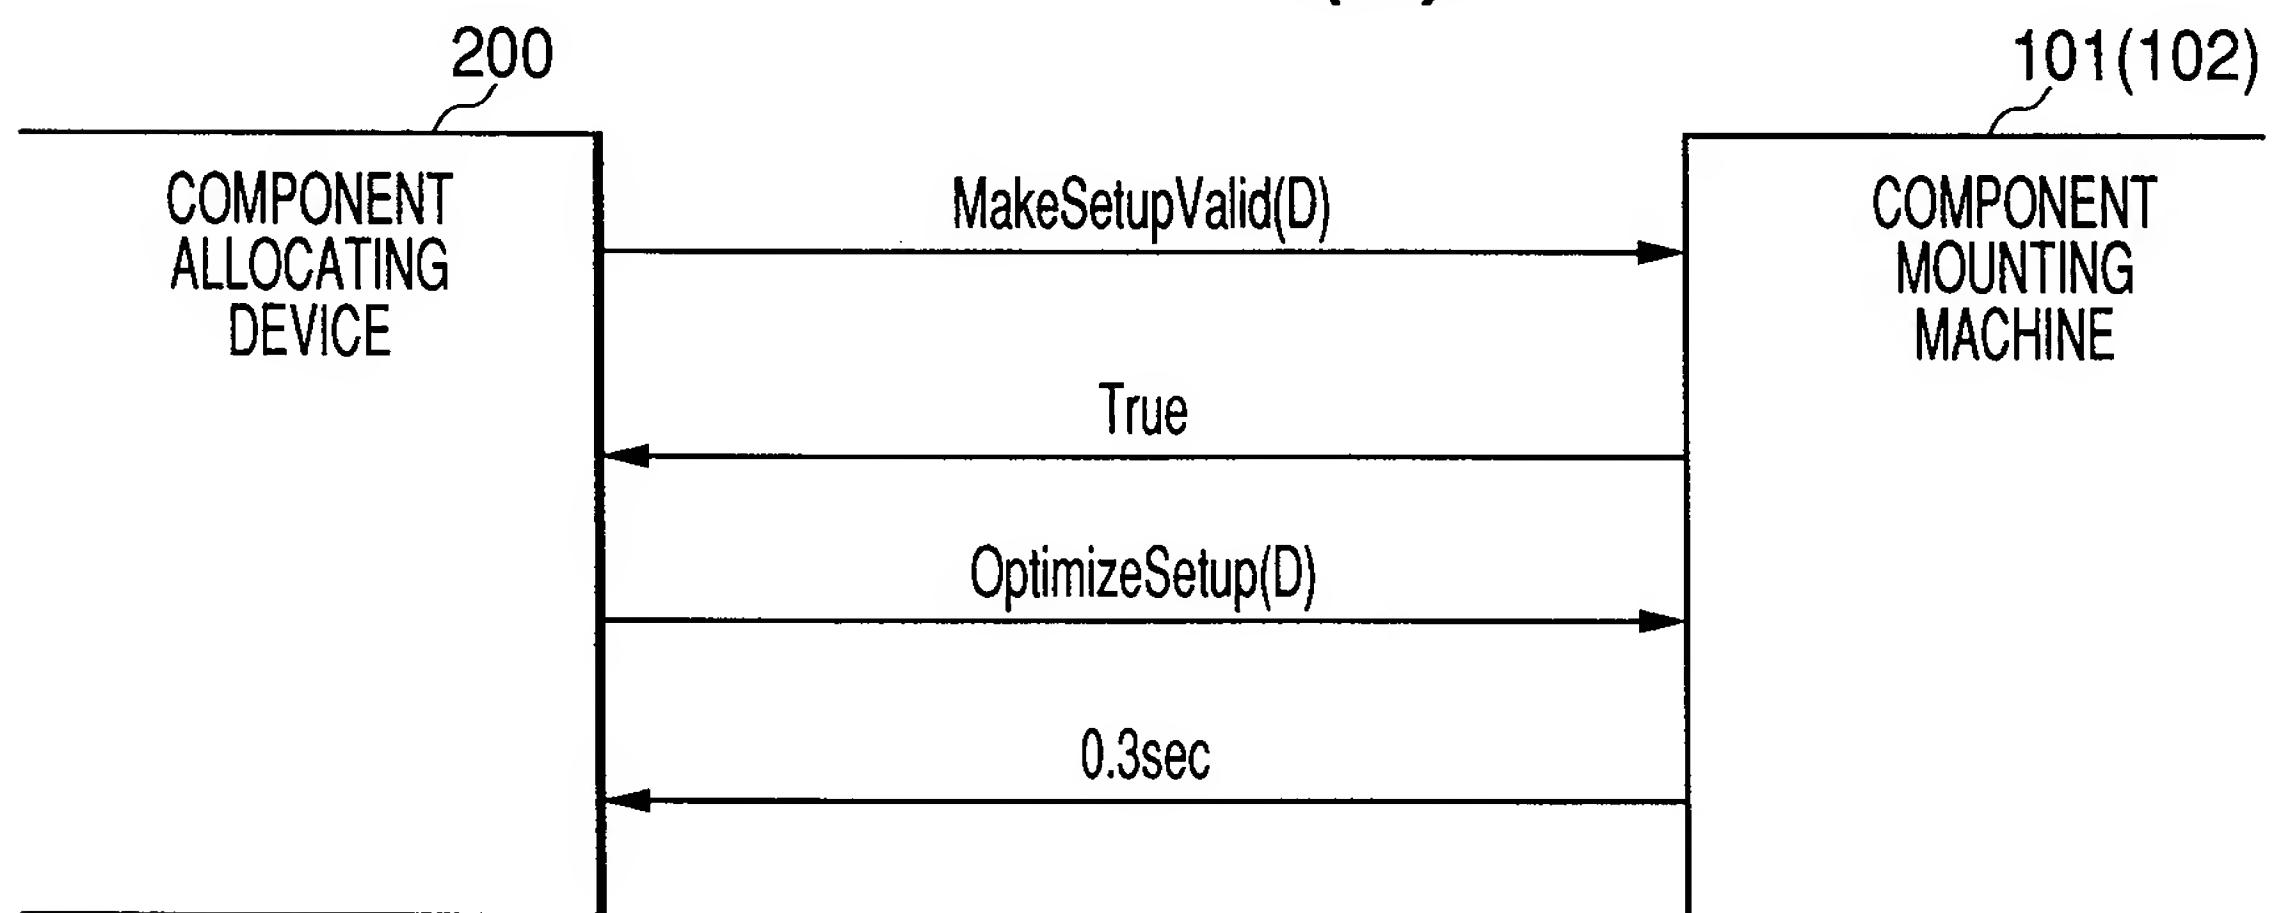 200
101(102)
COMPONENT
ALLOCATING
DEVICE
MakeSetupValid(D)
COMPONENT
MOUNTING
MACHINE
True
OptimizeSetup(D)
0.3sec